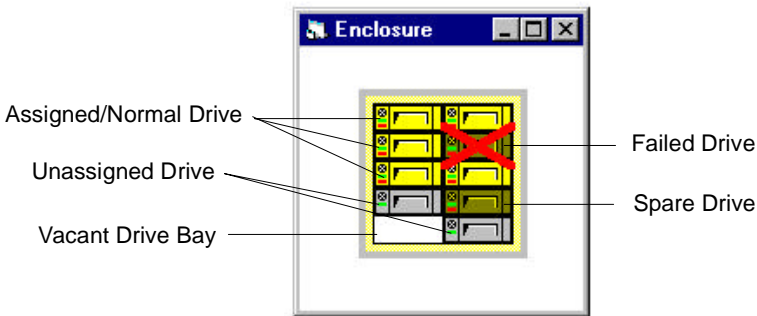 Enclosure
Assigned/Normal Drive
Unassigned Drive
Vacant Drive Bay
Failed Drive
Spare Drive